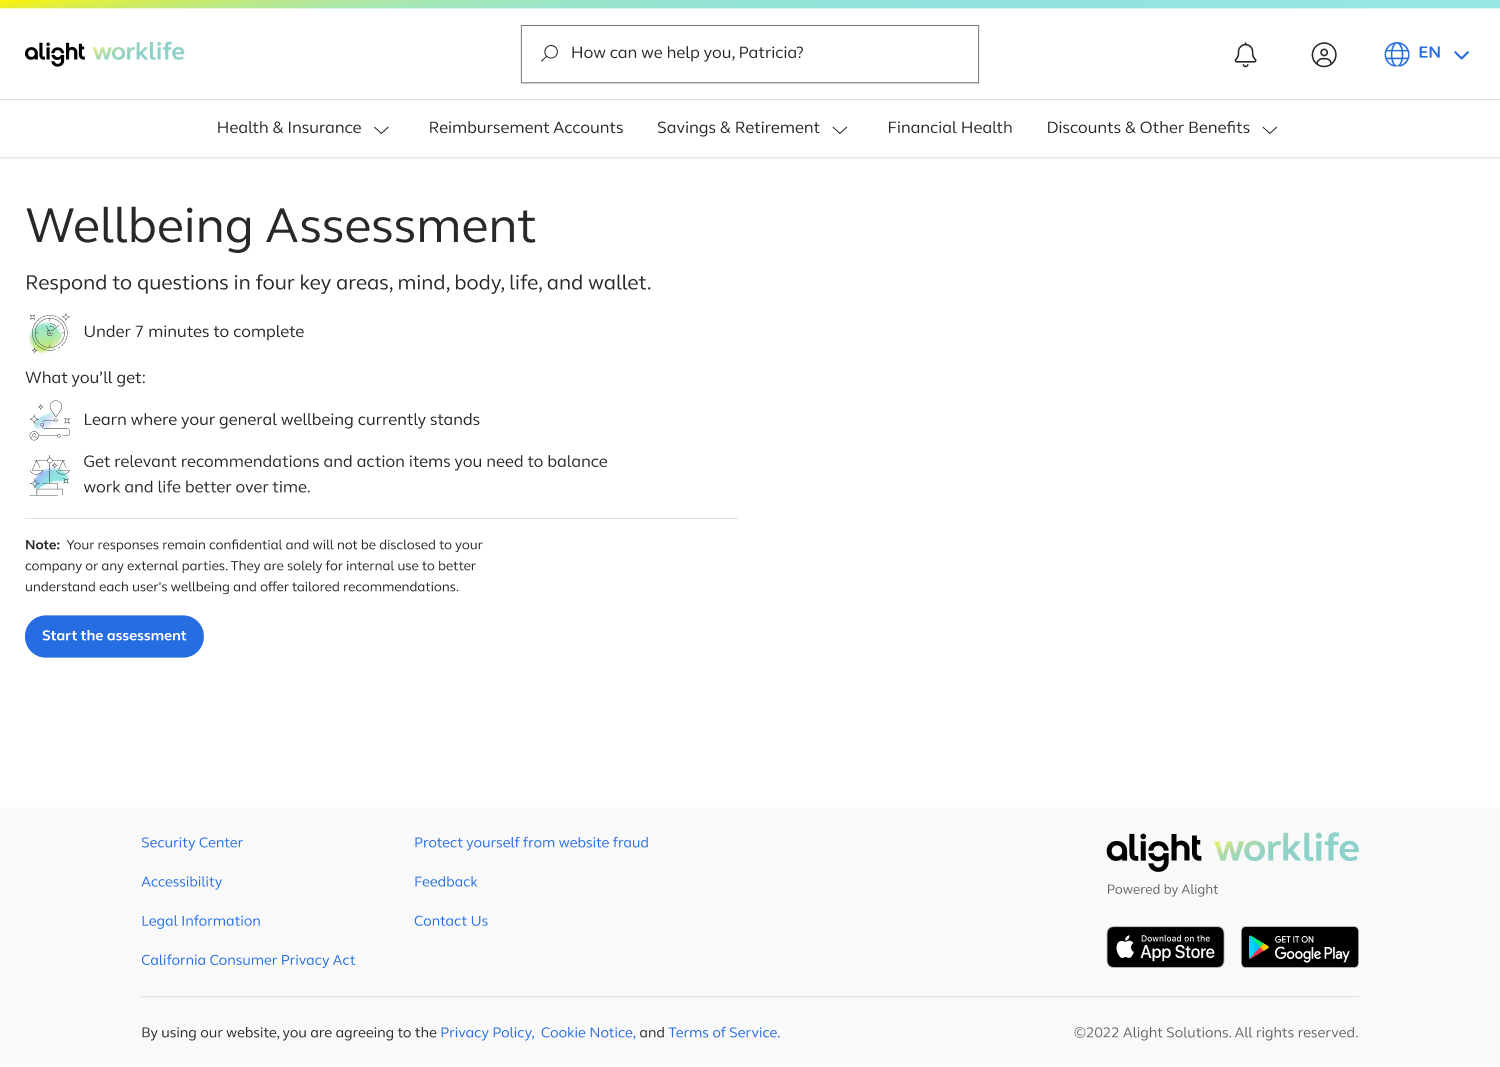 alight worklife
How can we help you, Patricia?
EN
Health & Insurance
Reimbursement Accounts
Savings & Retirement
Financial Health
Discounts & Other Benefits
Wellbeing Assessment
Respond to questions in four key areas, mind, body, life, and wallet.
Under 7 minutes to complete
What you’ll get:
Learn where your general wellbeing currently stands
Get relevant recommendations and action items you need to balance
work and life better over time.
Note: Your responses remain confidential and will not be disclosed to your
company or any external parties. They are solely for internal use to better
understand each user's wellbeing and offer tailored recommendations.
Start the assessment
Security Center
Accessibility
Legal Information
California Consumer Privacy Act
Protect yourself from website fraud
Feedback
Contact Us
alight worklife
Powered by Alight
Download on the
App Store
GET IT ON
Google Play
By using our website, you are agreeing to the Privacy Policy, Cookie Notice, and Terms of Service.
©2022 Alight Solutions. All rights reserved.